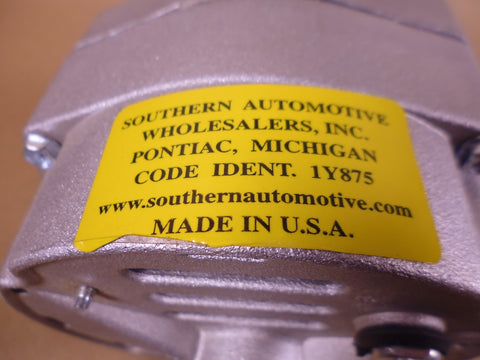 SOUTHERN AUTOMOTIVE
WHOLESALERS, INC.
PONTIAC, MICHIGAN
CODE IDENT. 1Y875
www.southernautomotive.com
MADE IN U.S.A.